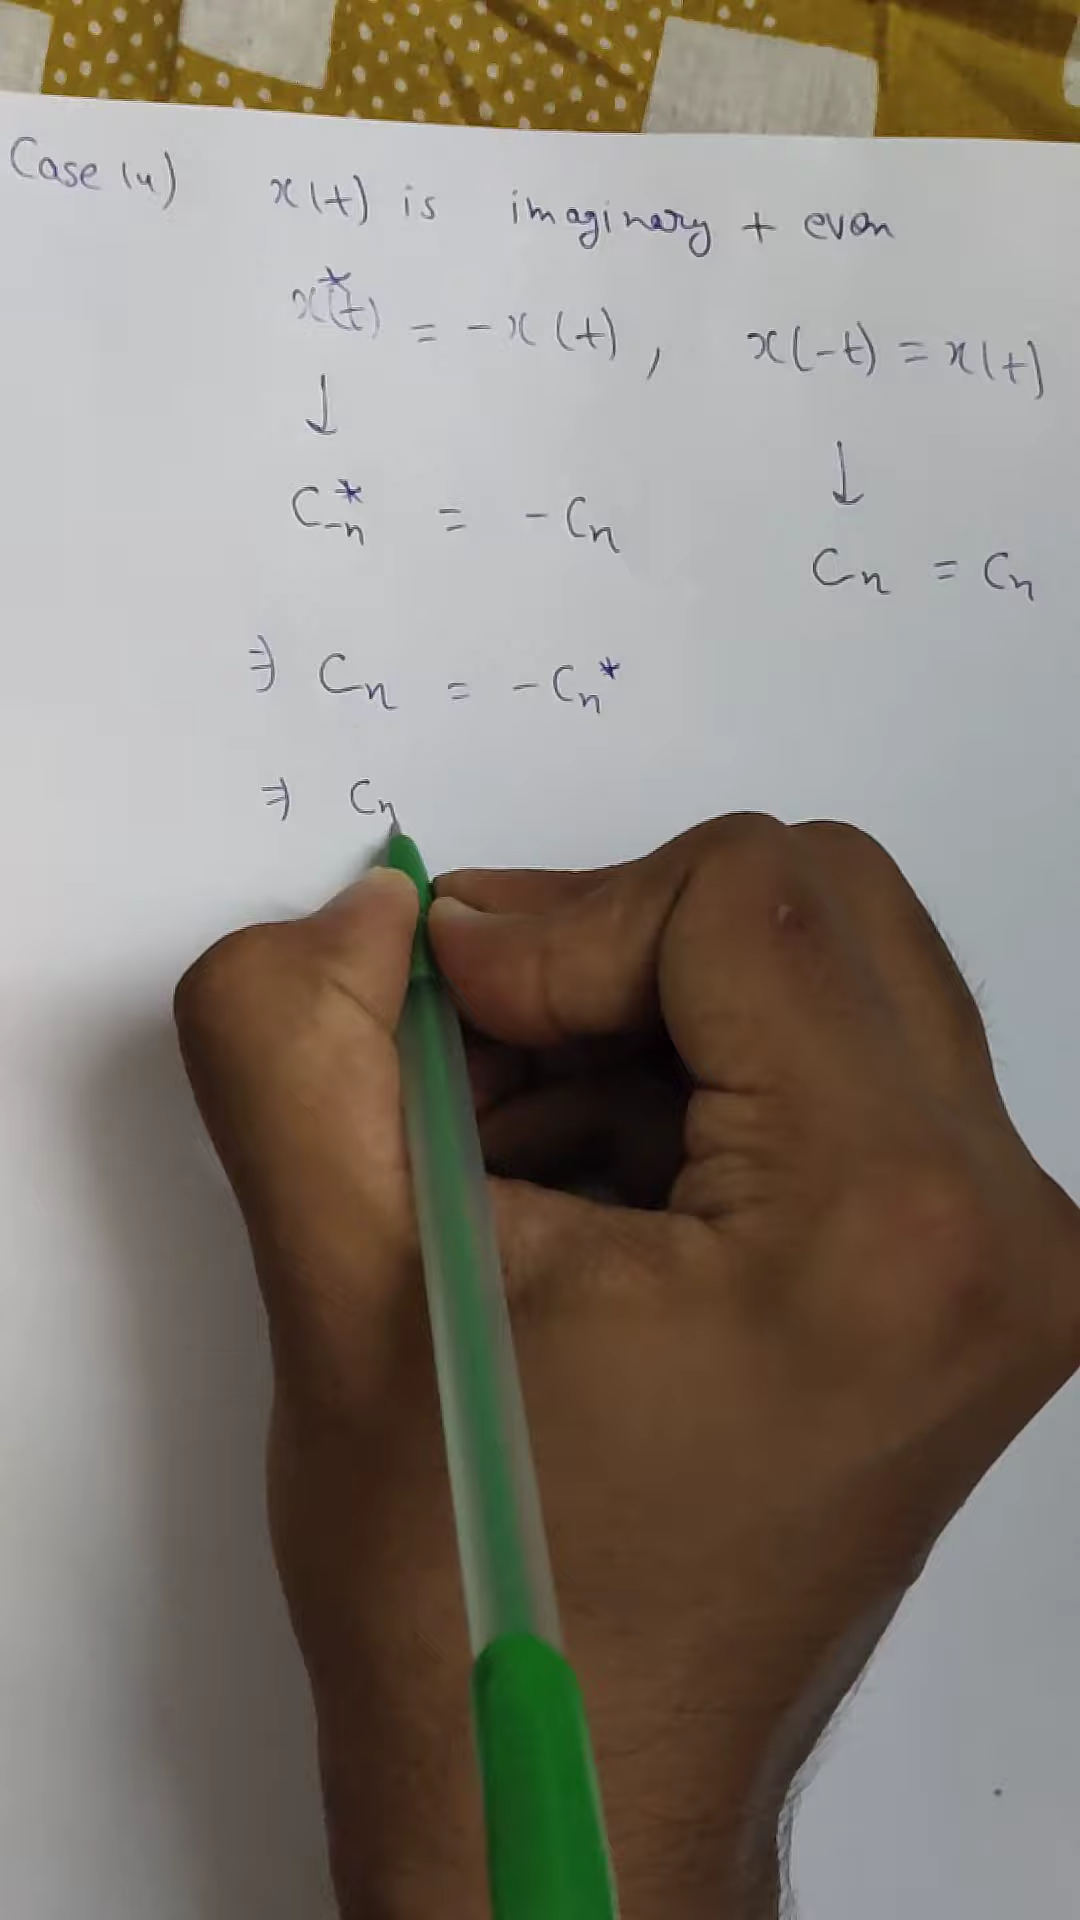 Case (4) x(t) is imaginary + even
x*(t) = -x(t), x(-t) = x(t)
↓ ↓
C₋ₙ* = -Cₙ Cₙ = Cₙ
⇒ Cₙ = -Cₙ*
⇒ Cₙ